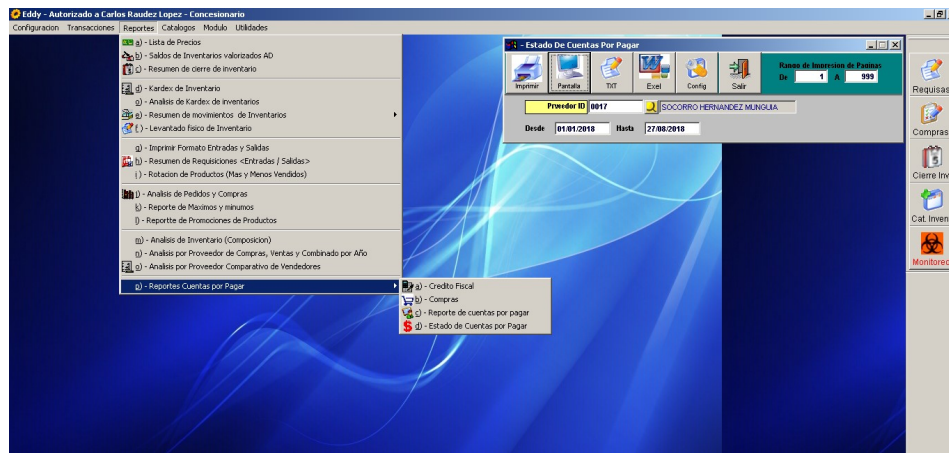 Eddy - Autorizado a Carlos Raudez Lopez - Concesionario
Configuracion Transacciones Reportes Catalogos Modulo Utilidades
a) - Lista de Precios
b) - Saldos de Inventarios valorizados AD
c) - Resumen de cierre de inventario
d) - Kardex de Inventario
o) - Analisis de Kardex de inventarios
e) - Resumen de movimientos de Inventarios
f) - Levantado fisico de Inventario
g) - Imprimir Formato Entradas y Salidas
h) - Resumen de Requisiciones <Entradas / Salidas>
i) - Rotacion de Productos (Mas y Menos Vendidos)
j) - Analisis de Pedidos y Compras
k) - Reporte de Maximos y minumos
l) - Reportte de Promociones de Productos
m) - Analisis de Inventario (Composicion)
n) - Analisis por Proveedor de Compras, Ventas y Combinado por Año
o) - Analisis por Proveedor Comparativo de Vendedores
p) - Reportes Cuentas por Pagar
a) - Credito Fiscal
b) - Compras
c) - Reporte de cuentas por pagar
d) - Estado de Cuentas por Pagar
- Estado De Cuentas Por Pagar
Imprimir Pantalla TXT Exel Config Salir
Rango de Impresion de Paginas
De 1 A 999
Prveedor ID 0017 SOCORRO HERNANDEZ MUNGUIA
Desde 01/01/2018 Hasta 27/08/2018
Requisas
Compras
Cierre Inv
Cat. Inven
Monitoreo